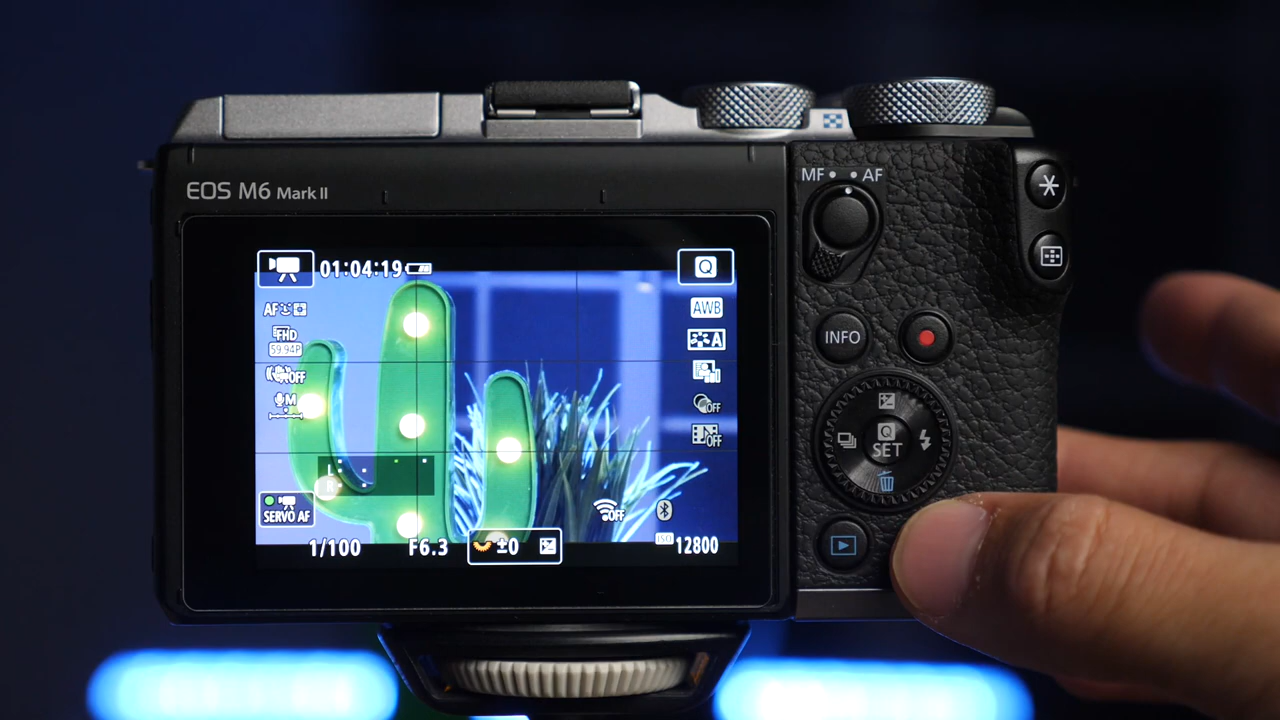 EOS M6 Mark II
MF AF
01:04:19
Q
AF
AWB
FHD
59.94P
A
OFF
M
OFF
OFF
L
R
SERVO AF
OFF
1/100
F6.3
±0
ISO
12800
INFO
Q
SET